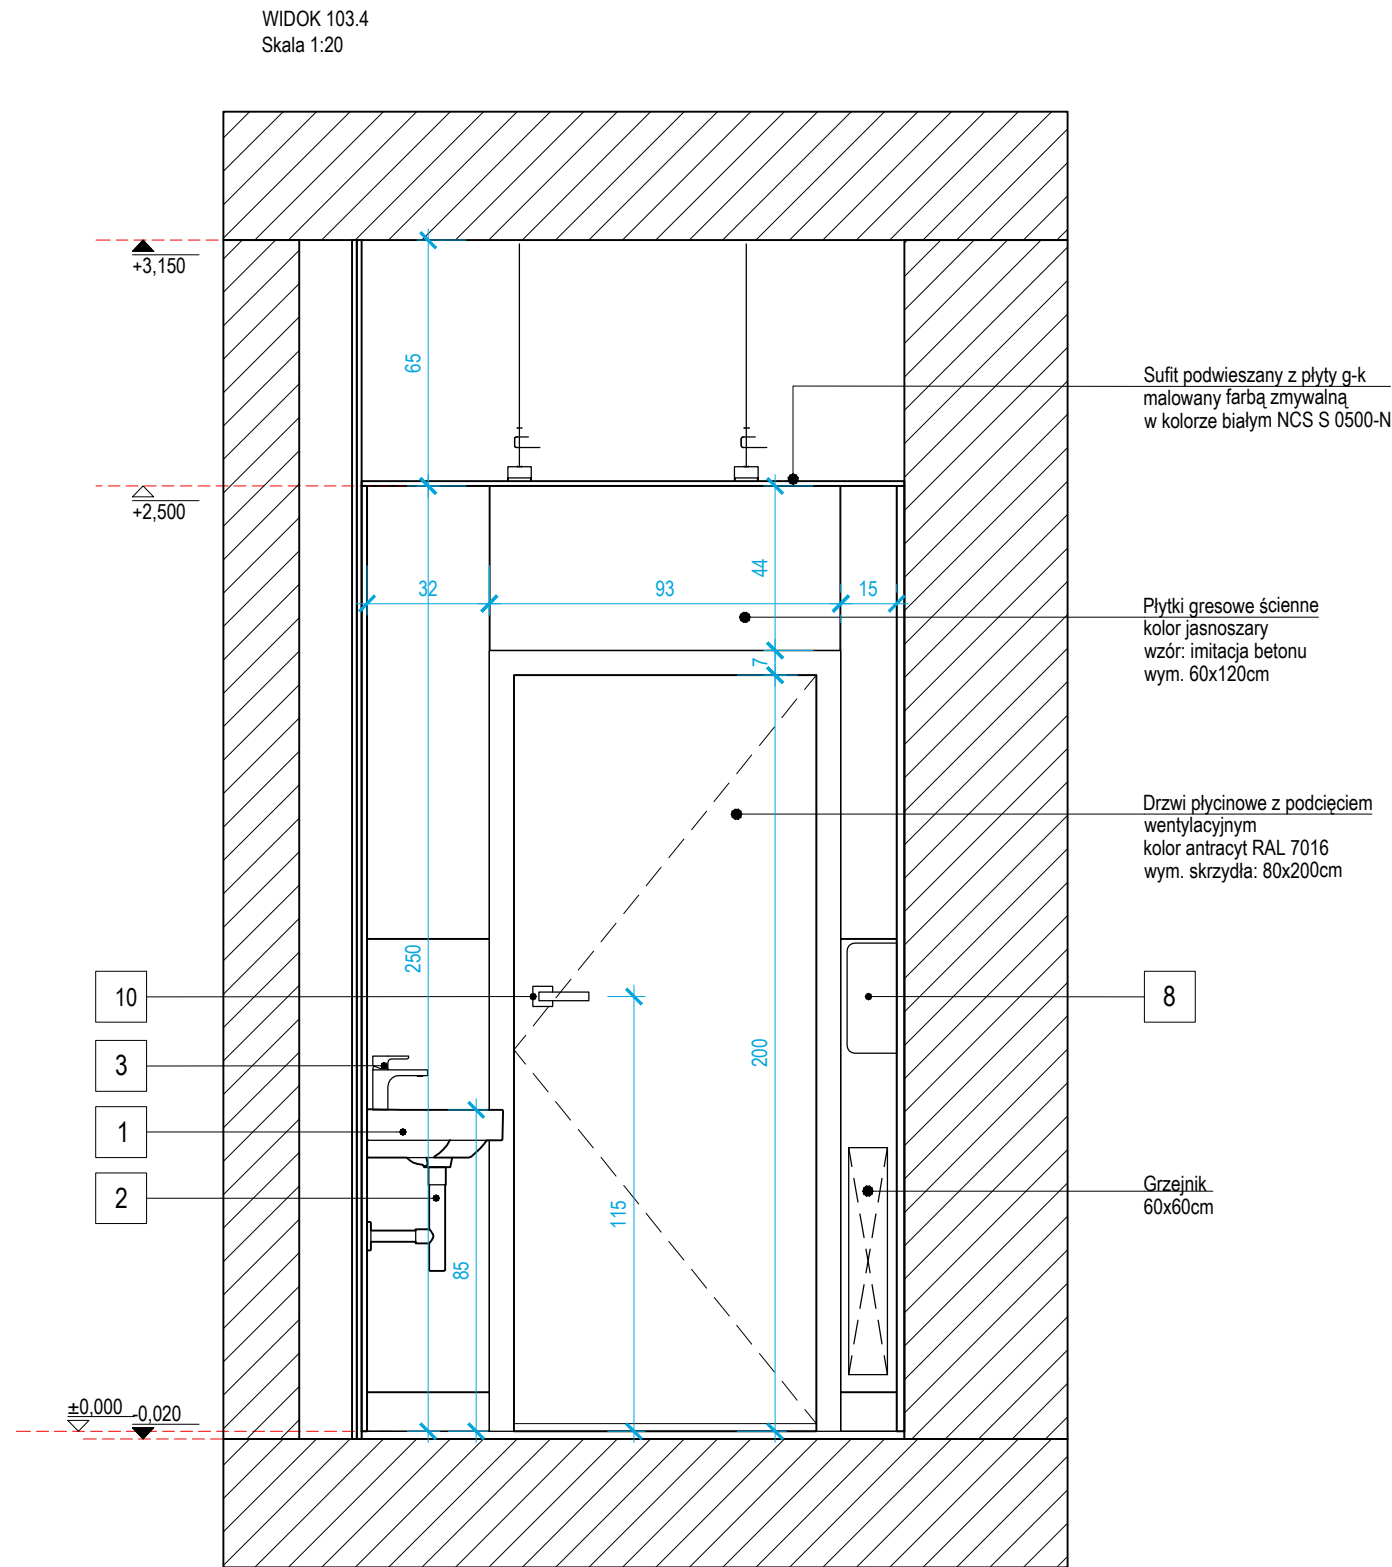 WIDOK 103.4
Skala 1:20
+3,150
65
Sufit podwieszany z płyty g-k
malowany farbą zmywalną
w kolorze białym NCS S 0500-N
+2,500
44
32
93
15
Płytki gresowe ścienne
kolor jasnoszary
wzór: imitacja betonu
wym. 60x120cm
7
Drzwi płycinowe z podcięciem
wentylacyjnym
kolor antracyt RAL 7016
wym. skrzydła: 80x200cm
250
10
8
3
200
1
2
Grzejnik
60x60cm
115
85
±0,000
-0,020